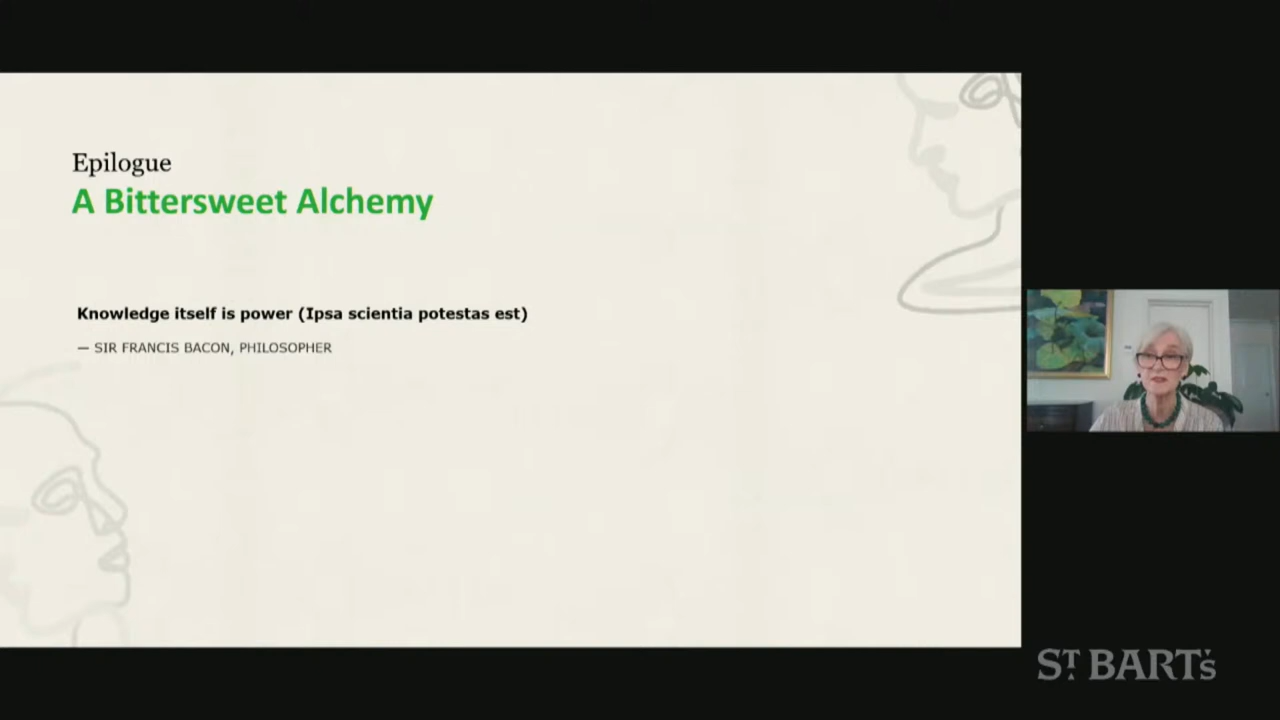 Epilogue
A Bittersweet Alchemy
Knowledge itself is power (Ipsa scientia potestas est)
— SIR FRANCIS BACON, PHILOSOPHER
ST BART'S